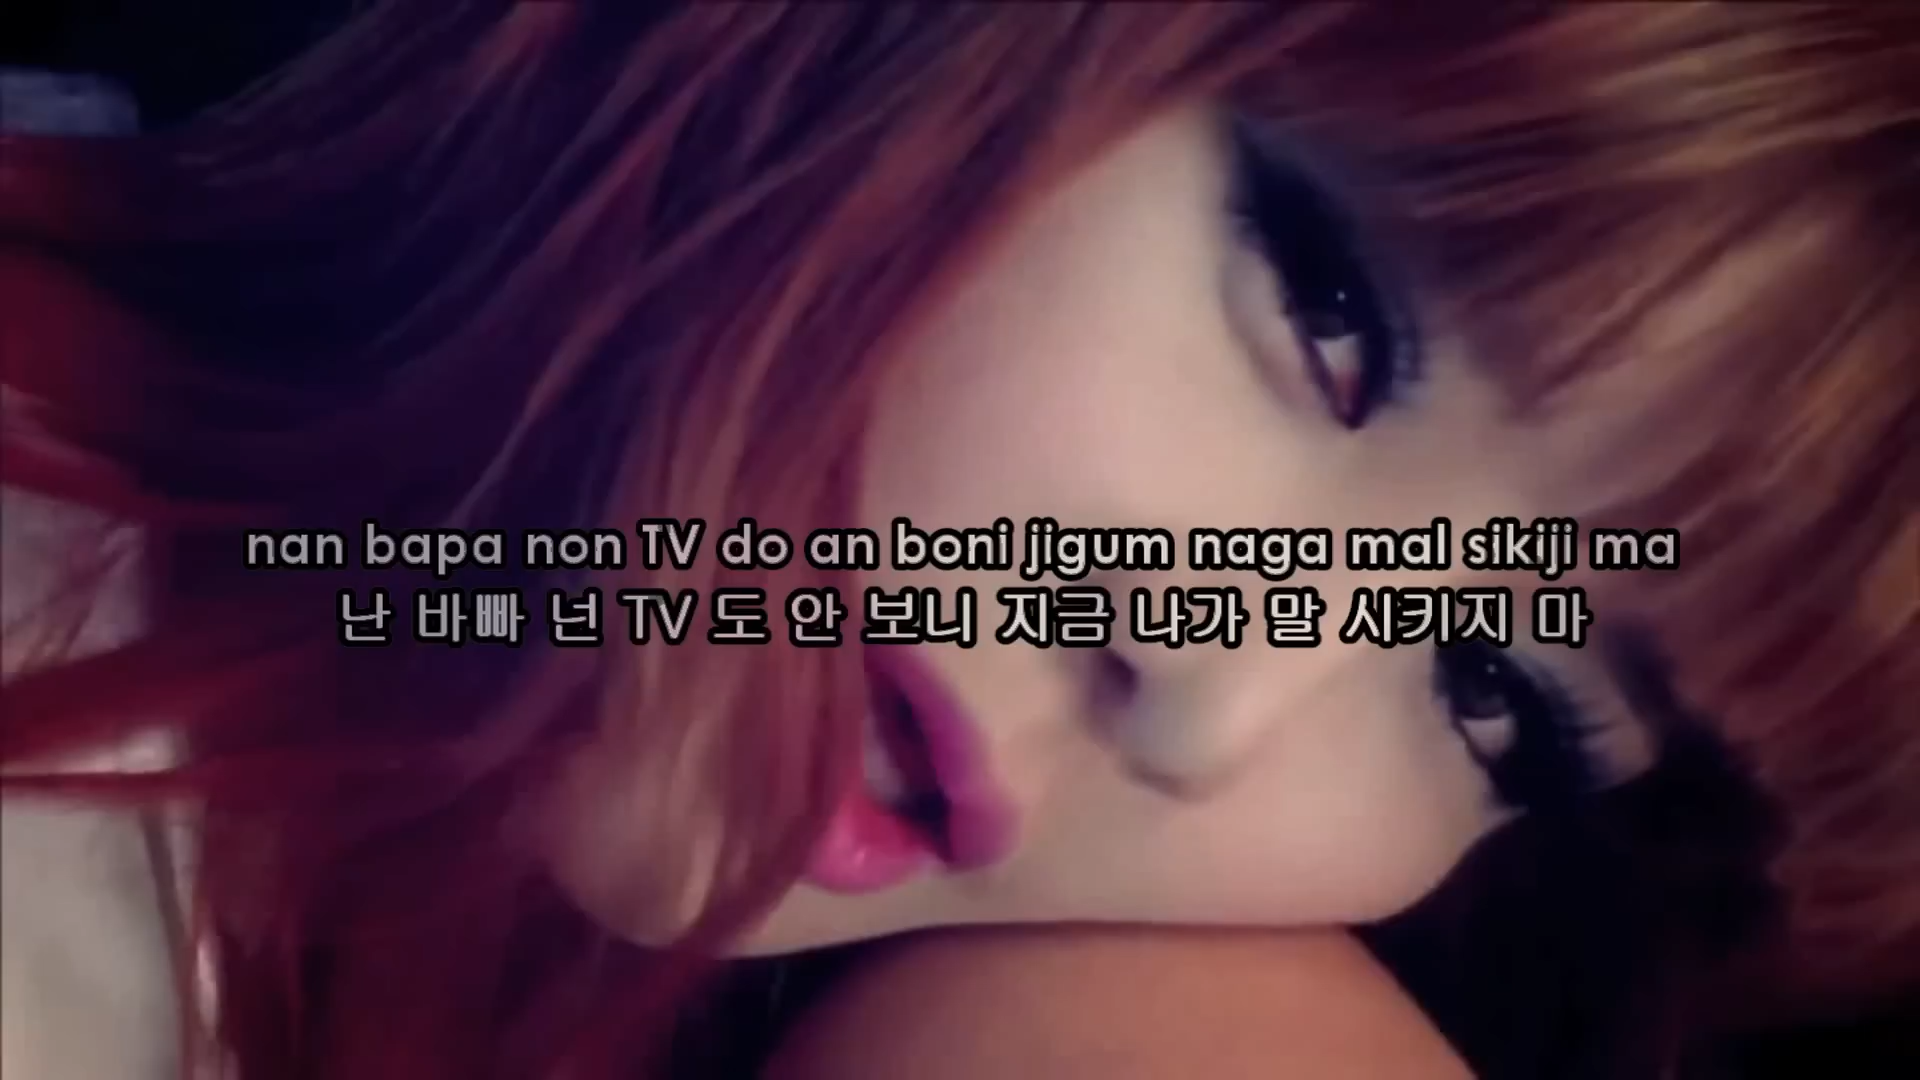 nan bapa non TV do an boni jigum naga mal sikiji ma
난 바빠 넌 TV 도 안 보니 지금 나가 말 시키지 마